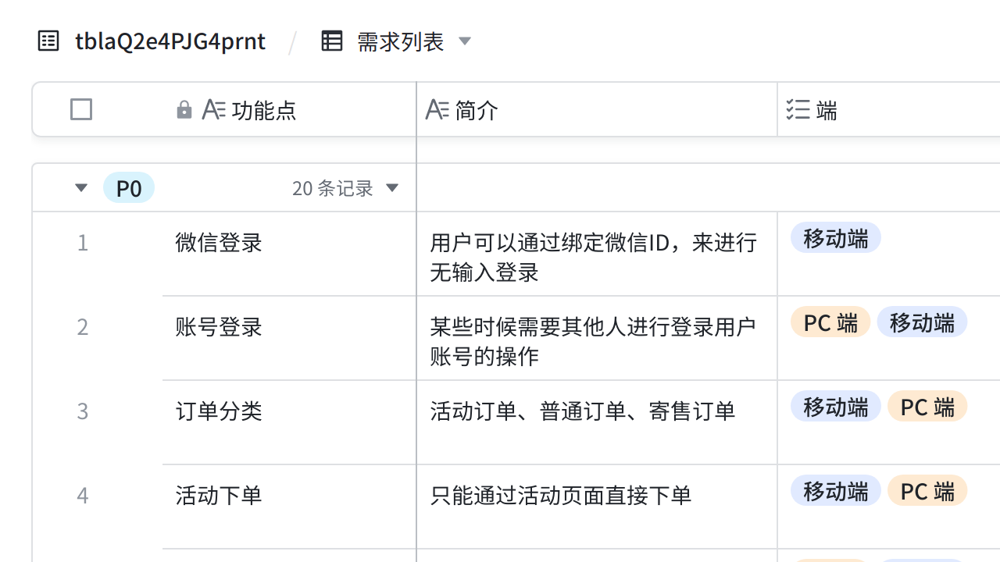 tblaQ2e4PJG4prnt / 需求列表
功能点 简介 端
P0 20 条记录
1 微信登录 用户可以通过绑定微信ID，来进行 移动端
无输入登录
2 账号登录 某些时候需要其他人进行登录用户 PC 端 移动端
账号的操作
3 订单分类 活动订单、普通订单、寄售订单 移动端 PC 端
4 活动下单 只能通过活动页面直接下单 移动端 PC 端